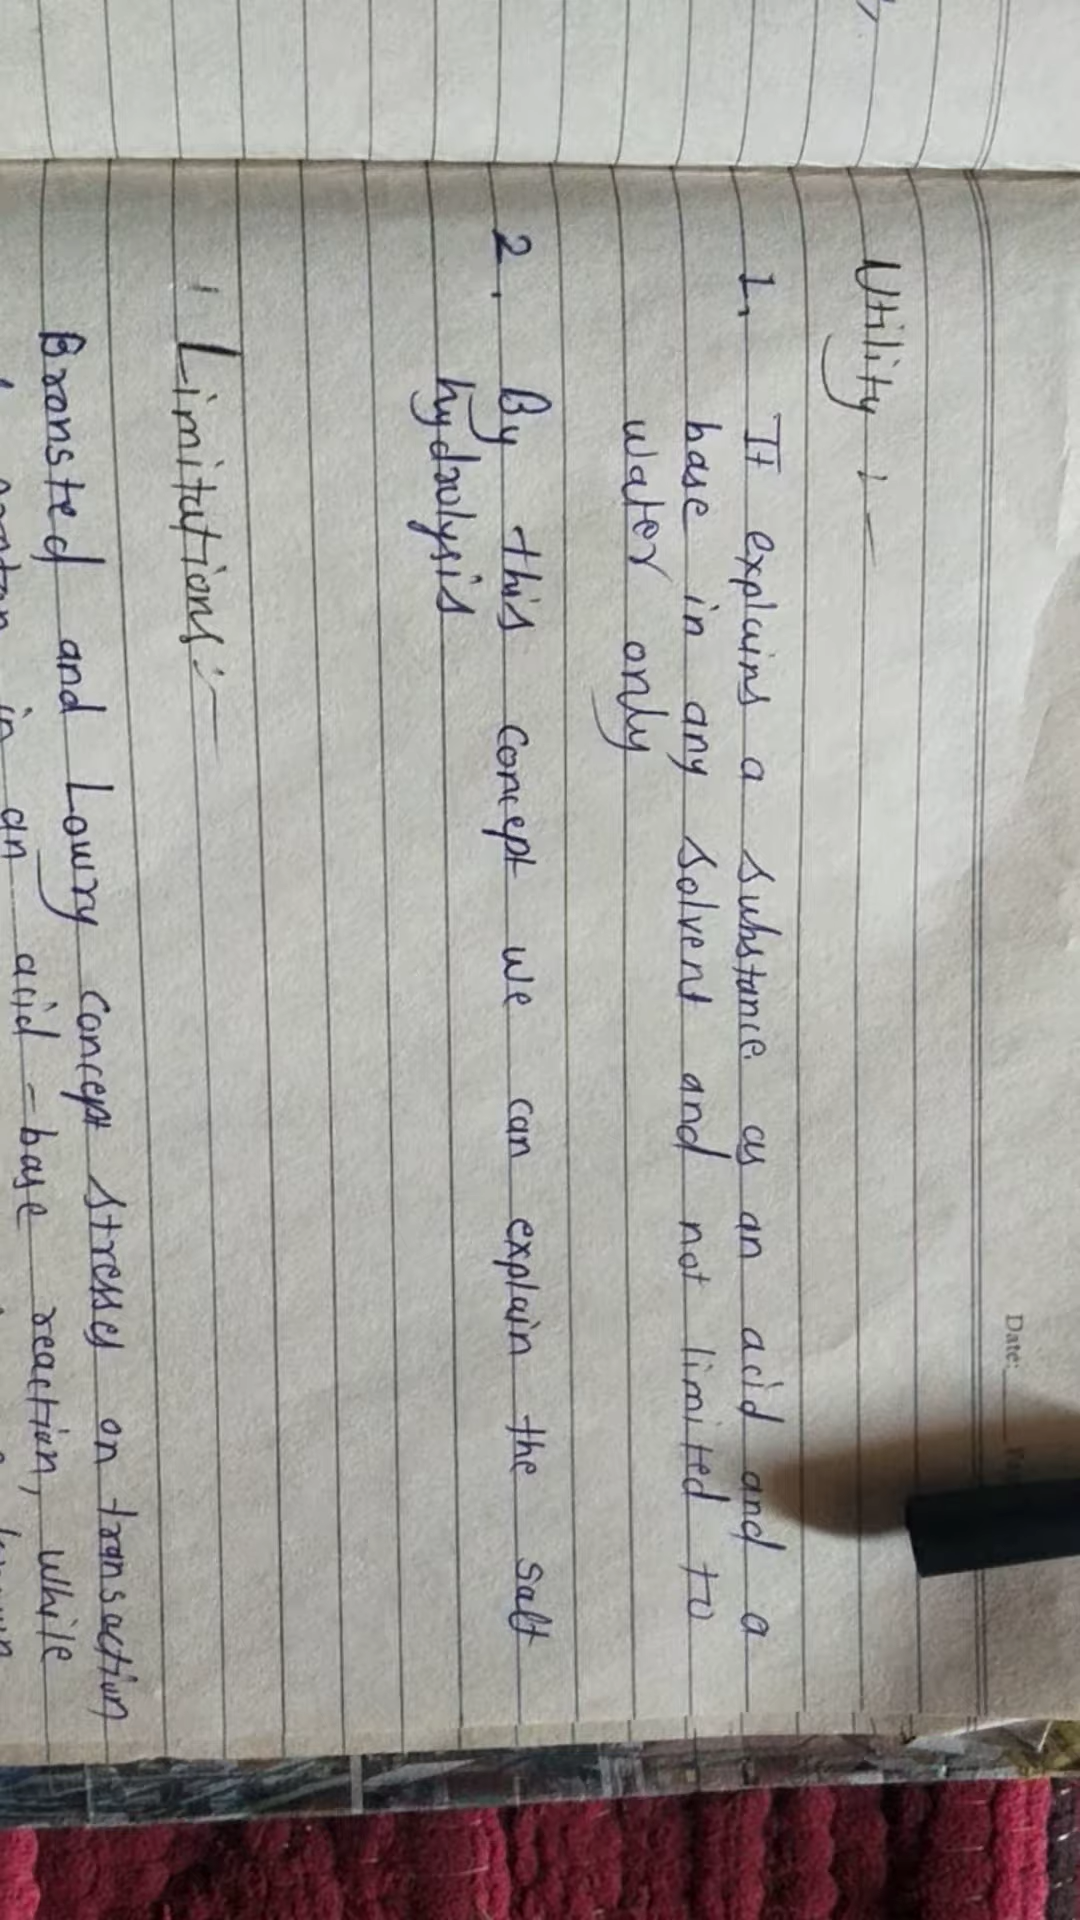 Date:
Utility :-
1. It explains a substance as an acid and a
base in any solvent and not limited to
water only
2. By this concept we can explain the salt
hydrolysis
Limitations :-
Bronsted and Lowry concept stresses on transaction
in an acid - base reaction, while